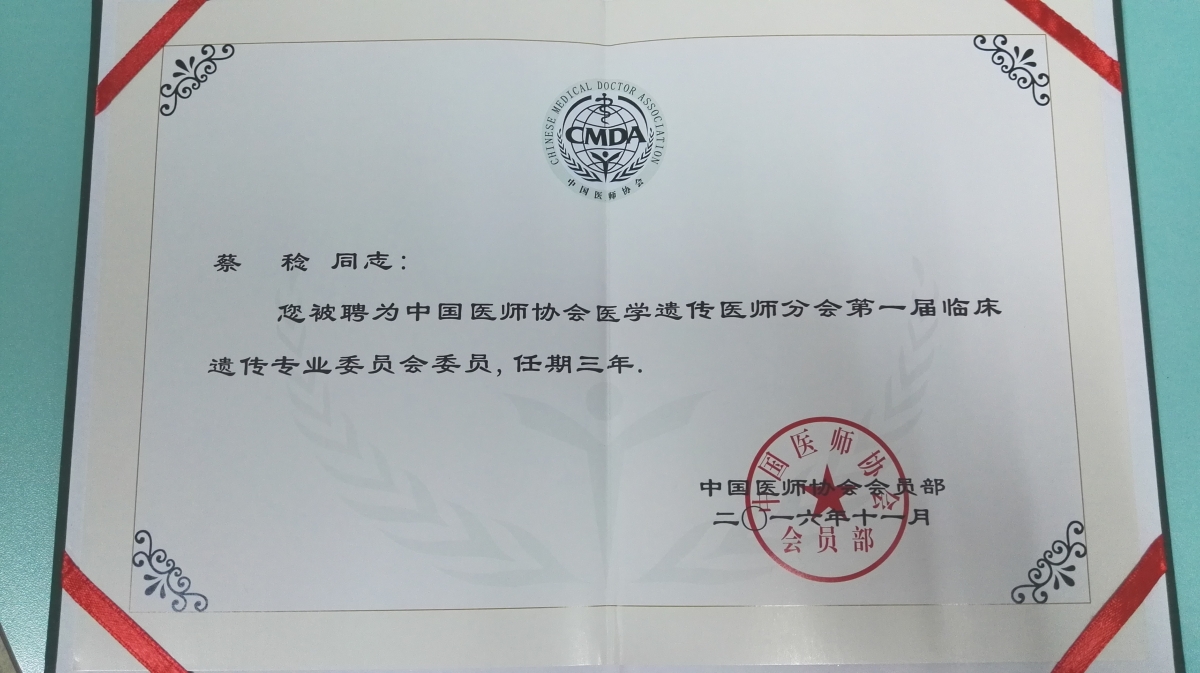 CHINESE MEDICAL DOCTOR ASSOCIATION
CMDA
中国医师协会
蔡 稔 同志：
您被聘为中国医师协会医学遗传医师分会第一届临床
遗传专业委员会委员, 任期三年.
中国医师协会会员部
二〇一六年十一月
中国医师协会
会员部